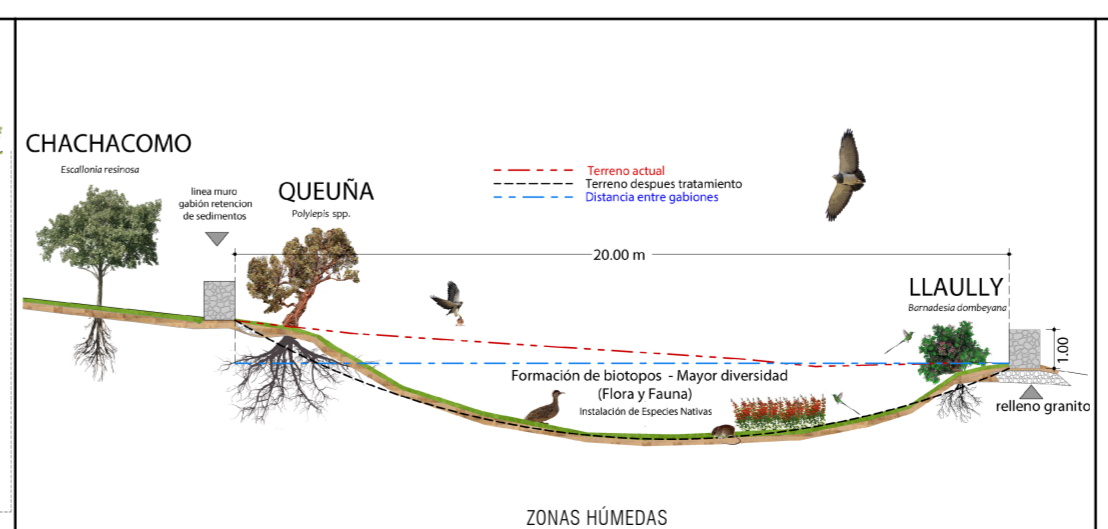 CHACHACOMO
Escallonia resinosa
linea muro
gabión retencion
de sedimentos
QUEUÑA
Polylepis spp.
Terreno actual
Terreno despues tratamiento
Distancia entre gabiones
20.00 m
LLAULLY
Barnadesia dombeyana
1.00
Formación de biotopos - Mayor diversidad
(Flora y Fauna)
Instalación de Especies Nativas
relleno granito
ZONAS HÚMEDAS